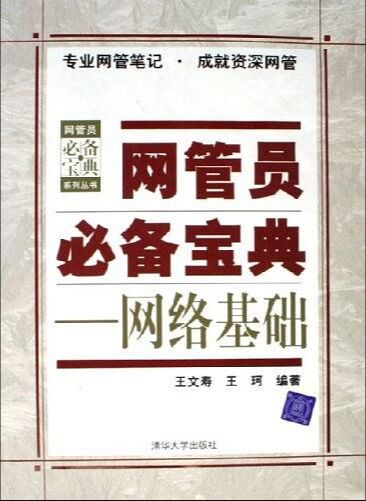 专业网管笔记 · 成就资深网管
网管员
必备
宝典
系列丛书
网管员
必备宝典
——网络基础
王文寿 王珂 编著
清华大学出版社